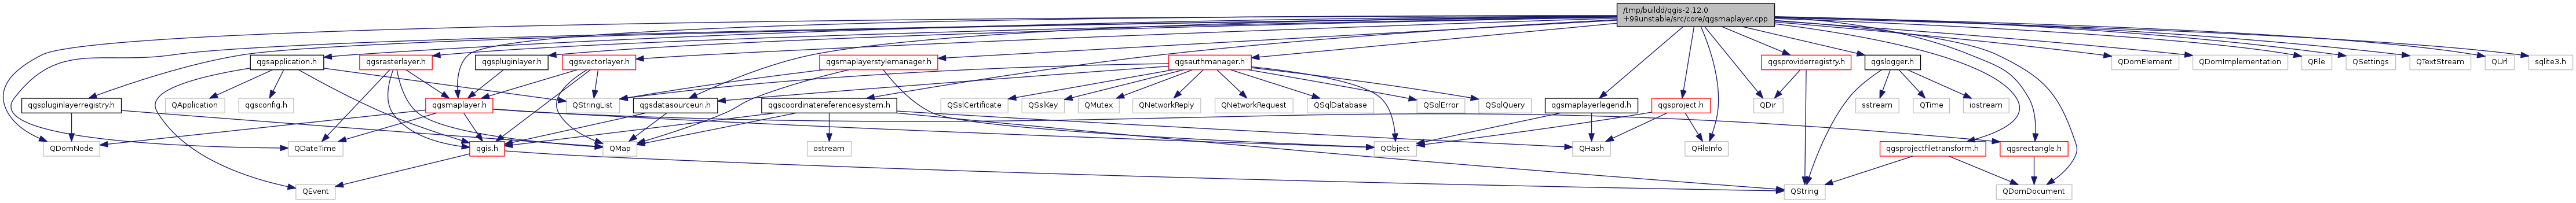 /tmp/buildd/qgis-2.12.0
+99unstable/src/core/qgsmaplayer.cpp
qgsapplication.h
qgsrasterlayer.h
qgspluginlayer.h
qgsvectorlayer.h
qgsmaplayerstylemanager.h
qgsauthmanager.h
qgsproviderregistry.h
qgslogger.h
QDomElement
QDomImplementation
QFile
QSettings
QTextStream
QUrl
sqlite3.h
qgspluginlayerregistry.h
QApplication
qgsconfig.h
qgsmaplayer.h
QStringList
qgsdatasourceuri.h
qgscoordinatereferencesystem.h
QSslCertificate
QSslKey
QMutex
QNetworkReply
QNetworkRequest
QSqlDatabase
QSqlError
QSqlQuery
qgsmaplayerlegend.h
qgsproject.h
QDir
sstream
QTime
iostream
QDomNode
QDateTime
qgis.h
QMap
ostream
QObject
QHash
QFileInfo
qgsprojectfiletransform.h
qgsrectangle.h
QEvent
QString
QDomDocument